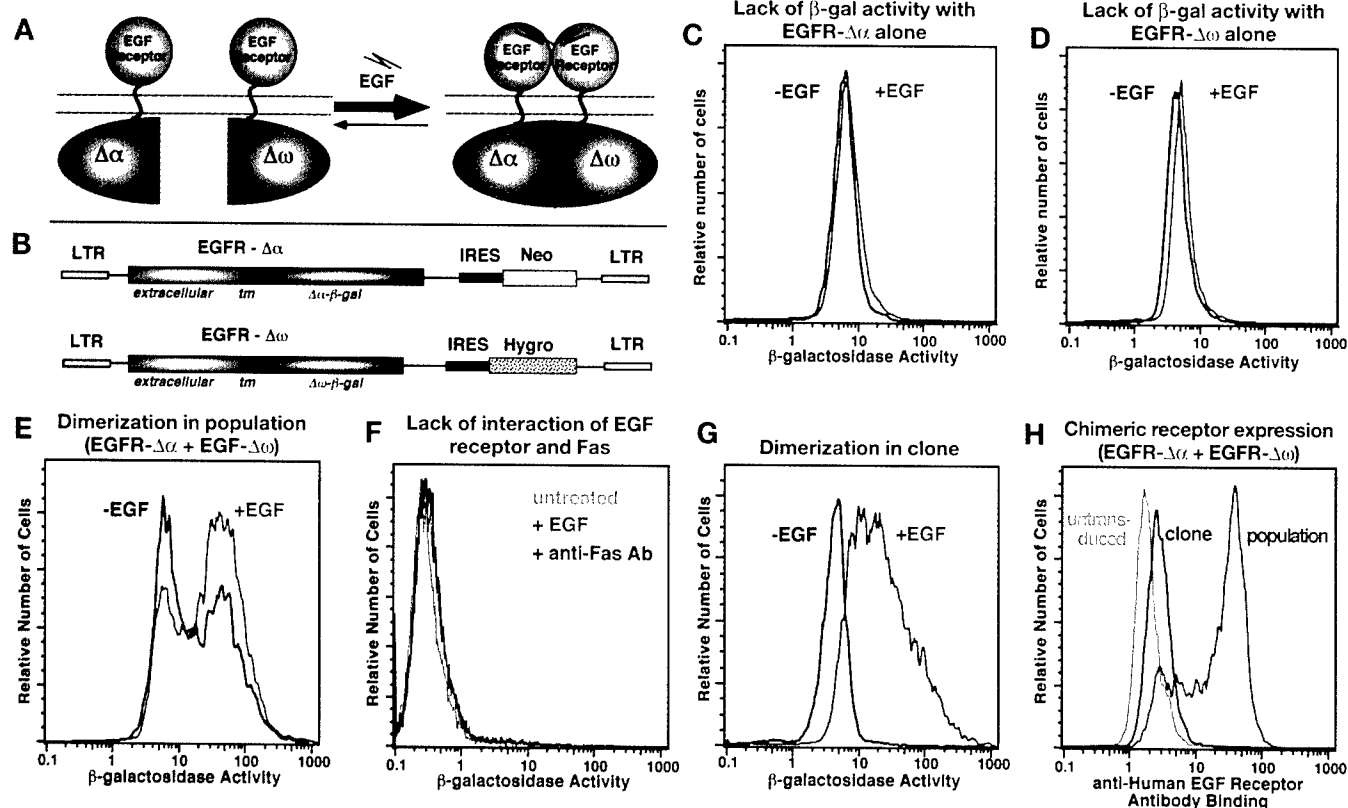 A
EGF
Receptor
EGF
Receptor
EGF
EGF
Receptor
EGF
Receptor
Δα
Δω
Δα
Δω
B
LTR
EGFR - Δα
IRES
Neo
LTR
extracellular
tm
Δα-β-gal
LTR
EGFR - Δω
IRES
Hygro
LTR
extracellular
tm
Δω-β-gal
C
Lack of β-gal activity with
EGFR-Δα alone
-EGF
+EGF
Relative number of cells
0.1 1 10 100 1000
β-galactosidase Activity
D
Lack of β-gal activity with
EGFR-Δω alone
-EGF
+EGF
Relative number of cells
0.1 1 10 100 1000
β-galactosidase Activity
E
Dimerization in population
(EGFR-Δα + EGF-Δω)
-EGF
+EGF
Relative Number of Cells
0.1 1 10 100 1000
β-galactosidase Activity
F
Lack of interaction of EGF
receptor and Fas
untreated
+ EGF
+ anti-Fas Ab
Relative Number of Cells
0.1 1 10 100 1000
β-galactosidase Activity
G
Dimerization in clone
-EGF
+EGF
Relative Number of Cells
0.1 1 10 100 1000
β-galactosidase Activity
H
Chimeric receptor expression
(EGFR-Δα + EGFR-Δω)
untrans-
duced
clone
population
Relative Number of Cells
0.1 1 10 100 1000
anti-Human EGF Receptor
Antibody Binding